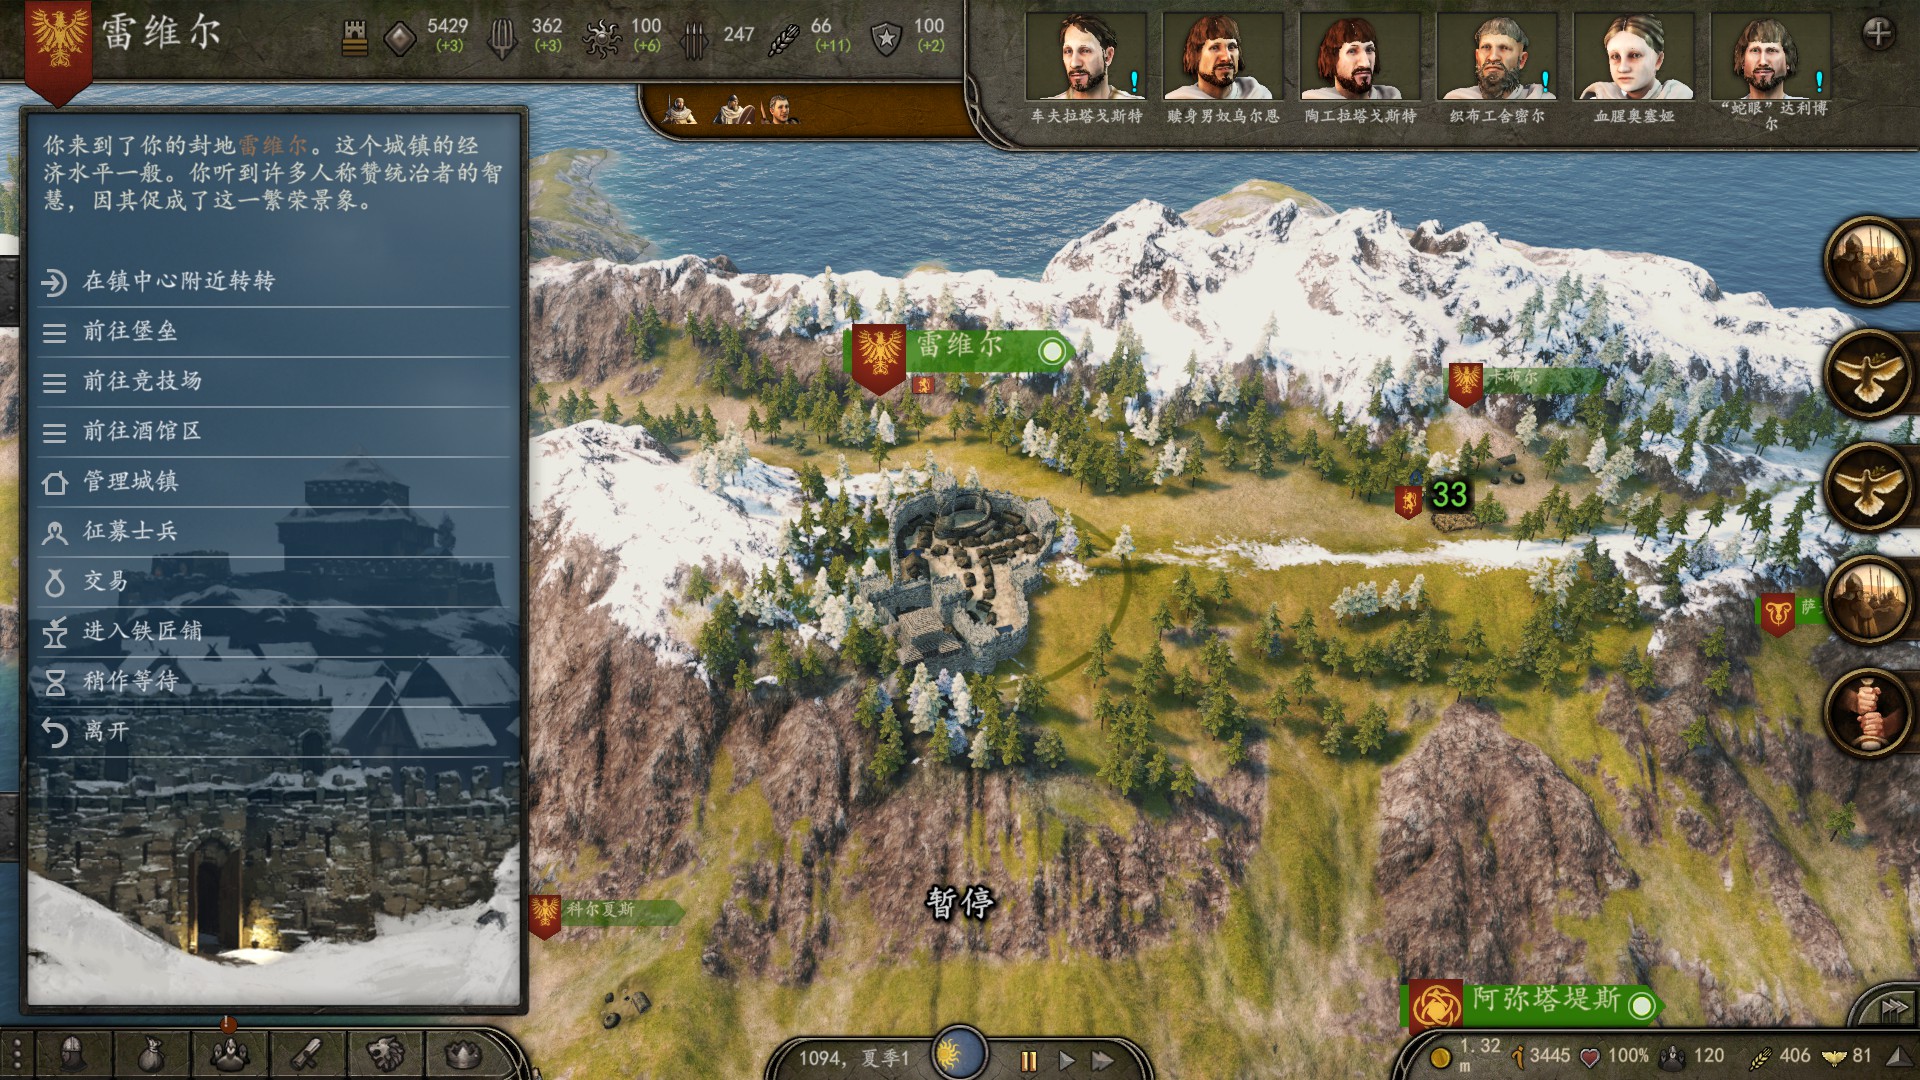 雷维尔
5429
(+3)
362
(+3)
100
(+6)
247
66
(+11)
100
(+2)
车夫拉塔戈斯特
赎身男奴乌尔恩
陶工拉塔戈斯特
织布工舍密尔
血腥奥塞娅
“蛇眼”达利博
尔
你来到了你的封地雷维尔。这个城镇的经
济水平一般。你听到许多人称赞统治者的智
慧，因其促成了这一繁荣景象。
在镇中心附近转转
前往堡垒
前往竞技场
前往酒馆区
管理城镇
征募士兵
交易
进入铁匠铺
稍作等待
离开
雷维尔
卡布尔
33
萨
科尔夏斯
暂停
阿弥塔堤斯
1094，夏季1
1.32
m
3445
100%
120
406
81